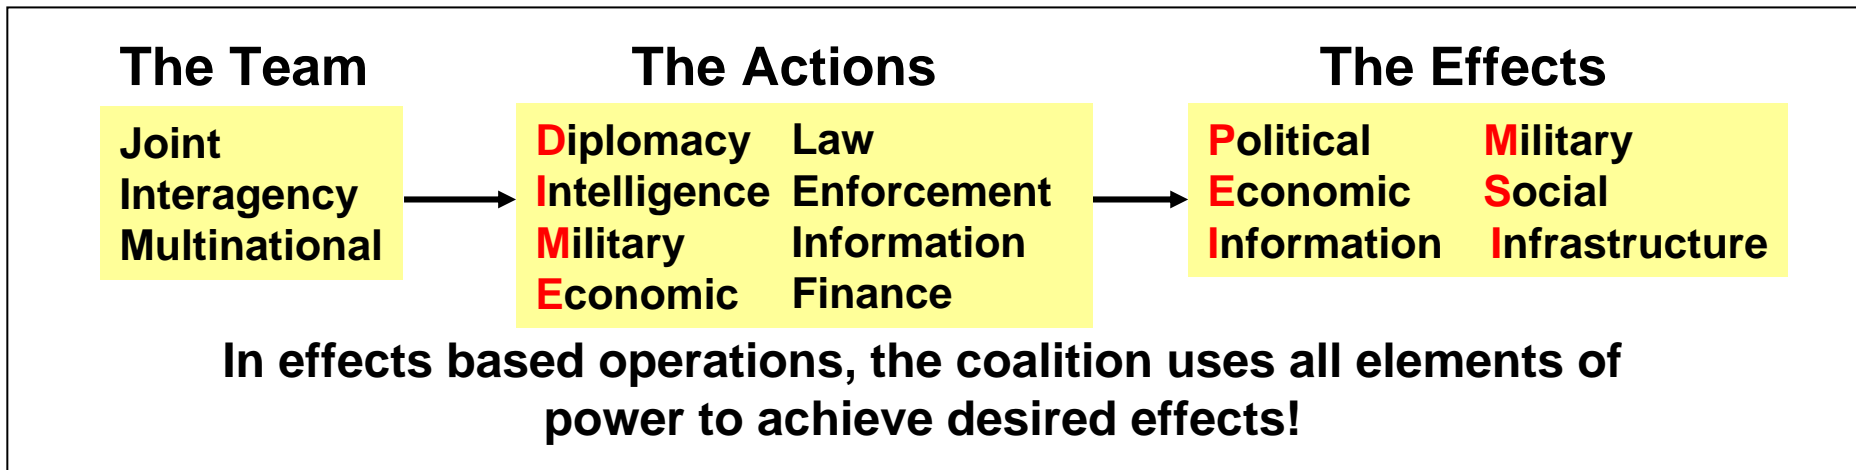 The Team
Joint
Interagency
Multinational
The Actions
Diplomacy
Intelligence
Military
Economic
Law
Enforcement
Information
Finance
The Effects
Political
Economic
Information
Military
Social
Infrastructure
In effects based operations, the coalition uses all elements of
power to achieve desired effects!